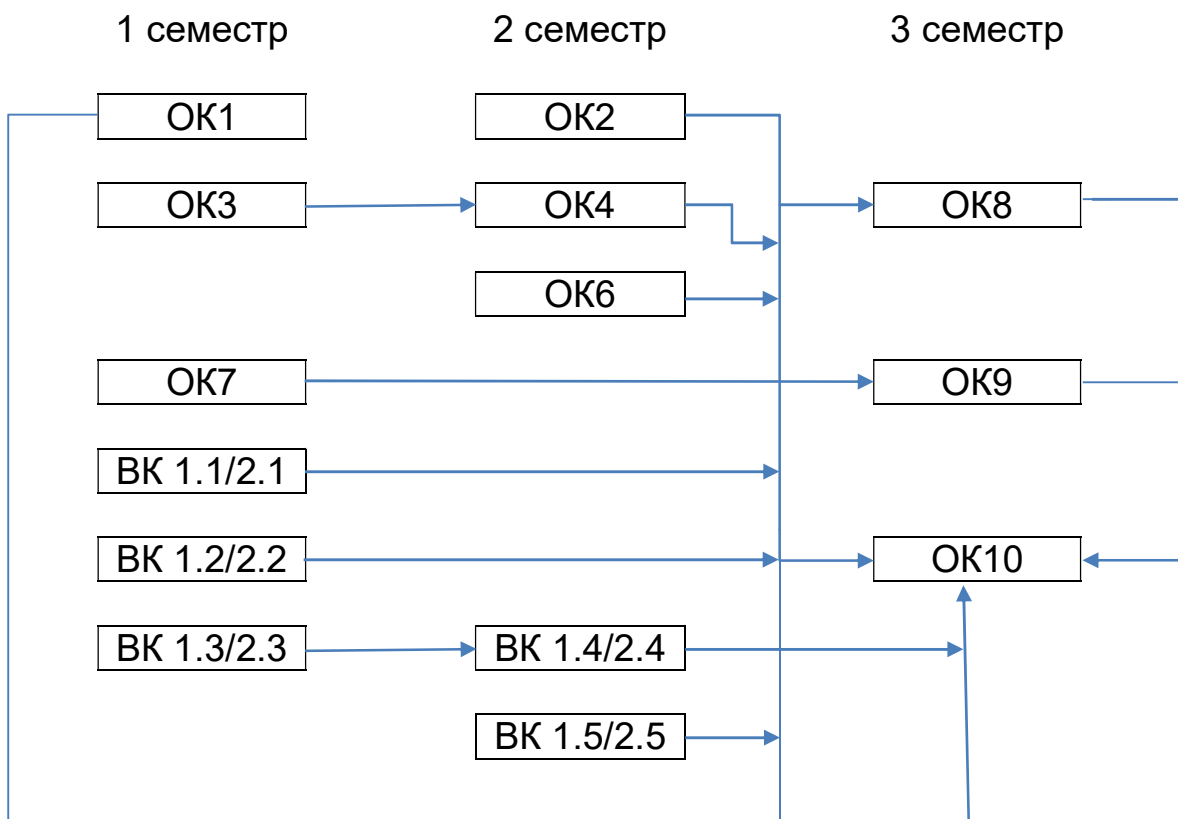 1 семестр 2 семестр 3 семестр
ОК1 ОК2
ОК3 ОК4 ОК8
ОК6
ОК7 ОК9
ВК 1.1/2.1
ВК 1.2/2.2 ОК10
ВК 1.3/2.3 ВК 1.4/2.4
ВК 1.5/2.5